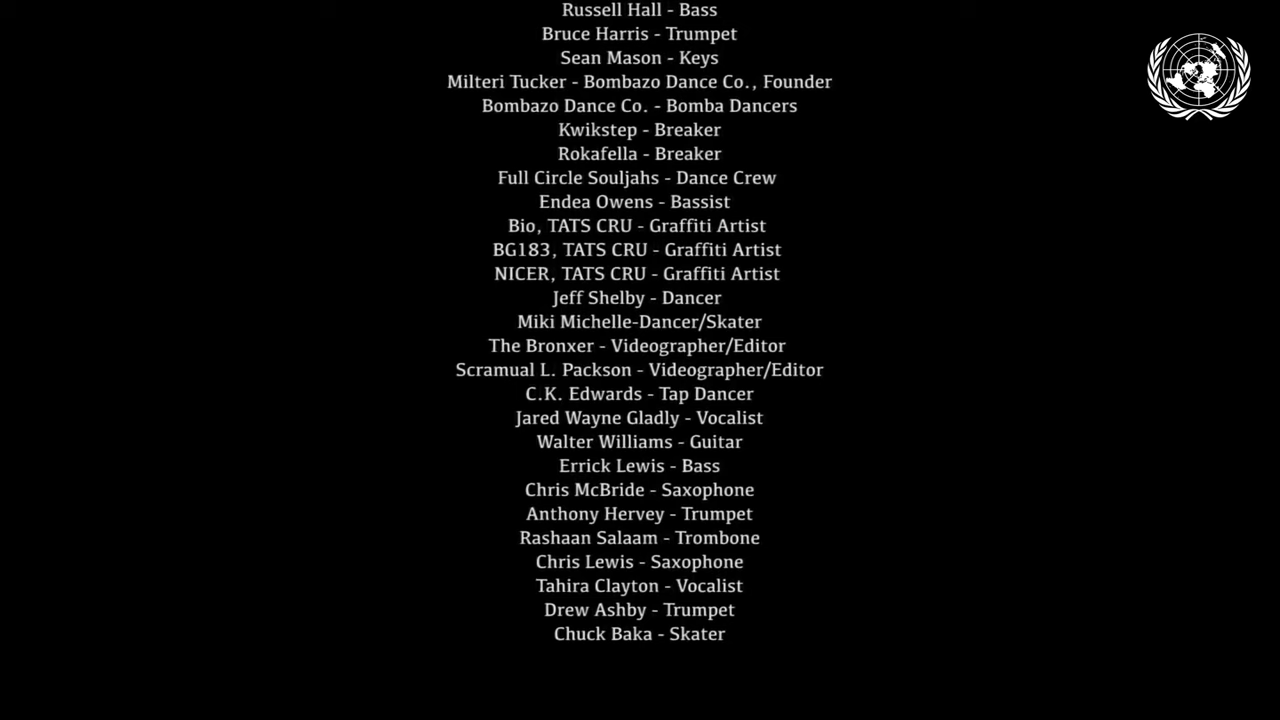 Russell Hall - Bass
Bruce Harris - Trumpet
Sean Mason - Keys
Milteri Tucker - Bombazo Dance Co., Founder
Bombazo Dance Co. - Bomba Dancers
Kwikstep - Breaker
Rokafella - Breaker
Full Circle Souljahs - Dance Crew
Endea Owens - Bassist
Bio, TATS CRU - Graffiti Artist
BG183, TATS CRU - Graffiti Artist
NICER, TATS CRU - Graffiti Artist
Jeff Shelby - Dancer
Miki Michelle-Dancer/Skater
The Bronxer - Videographer/Editor
Scramual L. Packson - Videographer/Editor
C.K. Edwards - Tap Dancer
Jared Wayne Gladly - Vocalist
Walter Williams - Guitar
Errick Lewis - Bass
Chris McBride - Saxophone
Anthony Hervey - Trumpet
Rashaan Salaam - Trombone
Chris Lewis - Saxophone
Tahira Clayton - Vocalist
Drew Ashby - Trumpet
Chuck Baka - Skater